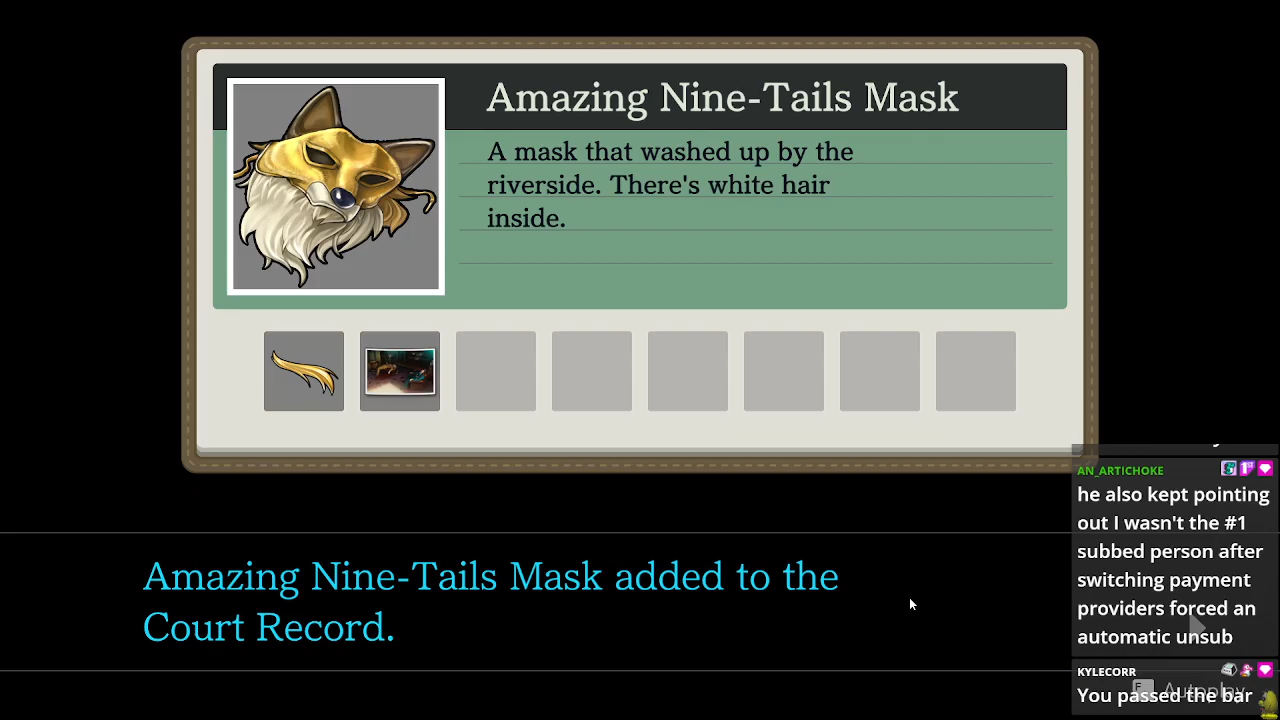 Amazing Nine-Tails Mask
A mask that washed up by the
riverside. There's white hair
inside.
Amazing Nine-Tails Mask added to the
Court Record.
AN_ARTICHOKE
he also kept pointing
out I wasn't the #1
subbed person after
switching payment
providers forced an
automatic unsub
KYLECORR
You passed the bar
Autoplay